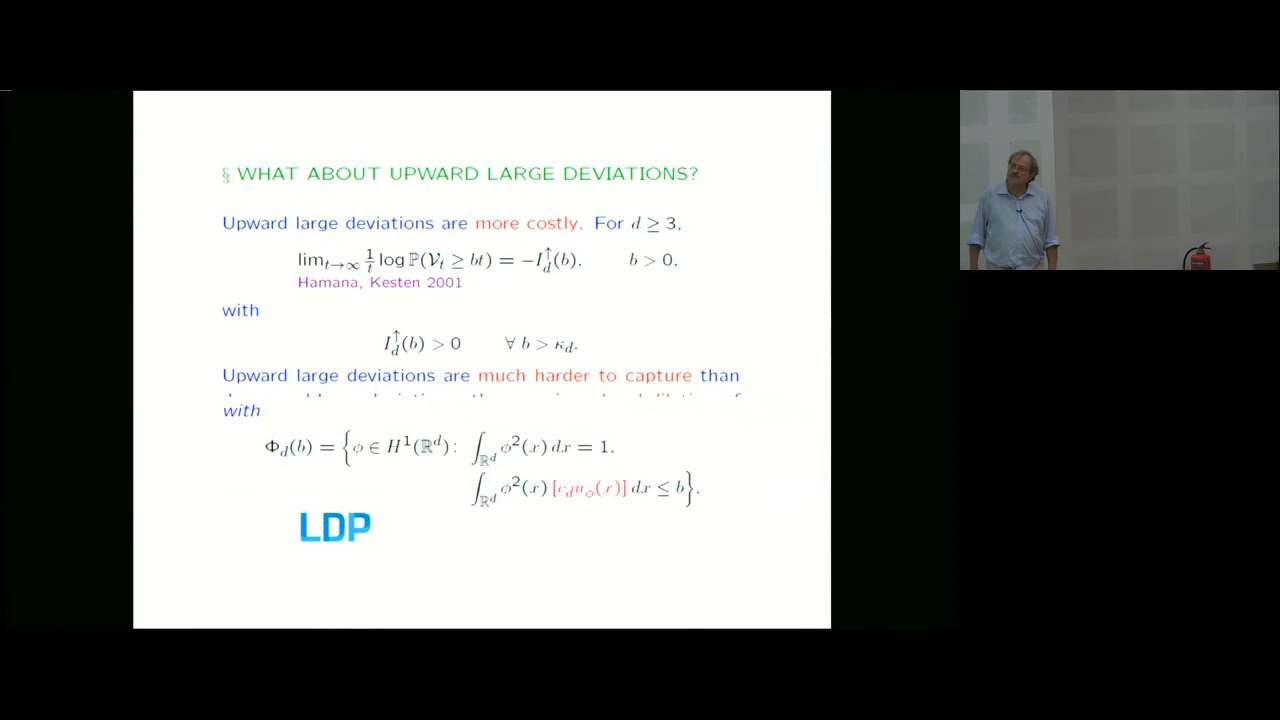 § WHAT ABOUT UPWARD LARGE DEVIATIONS?
Upward large deviations are more costly. For d ≥ 3,
lim_{t→∞} \frac{1}{t} log ℙ(𝒱_t ≥ bt) = −I_d^↑(b), b > 0,
Hamana, Kesten 2001
with
I_d^↑(b) > 0 ∀ b > κ_d.
Upward large deviations are much harder to capture than
with
Φ_d(b) = { ϕ ∈ H^1(ℝ^d): ∫_{ℝ^d} ϕ^2(x) dx = 1,
∫_{ℝ^d} ϕ^2(x) [c_d u_ϕ(x)] dx ≤ b }.
LDP